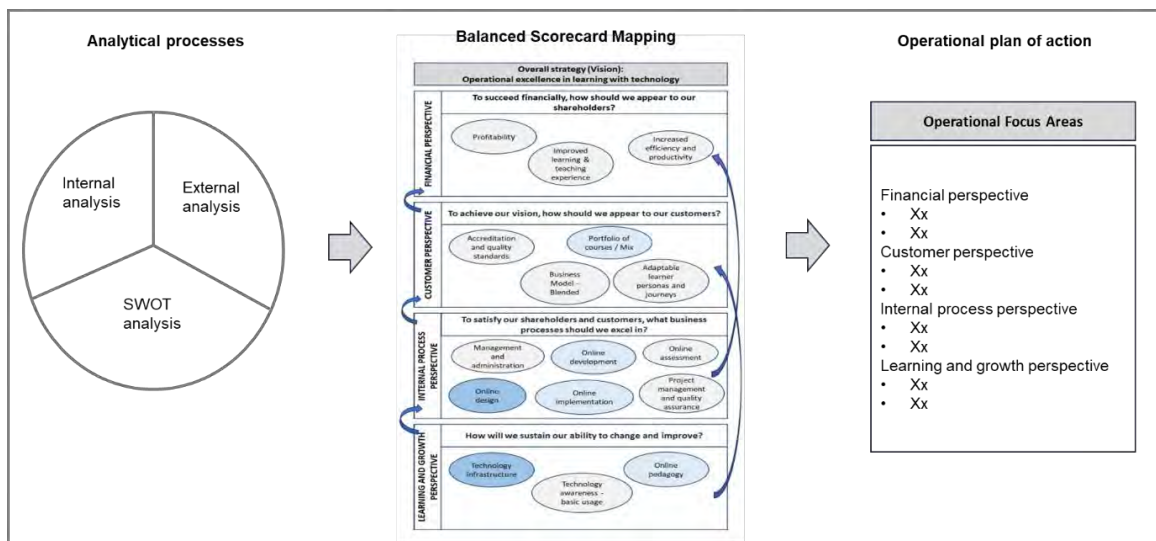 Analytical processes
Balanced Scorecard Mapping
Operational plan of action
Internal
analysis
External
analysis
SWOT
analysis
Overall strategy (Vision):
Operational excellence in learning with technology
FINANCIAL PERSPECTIVE
To succeed financially, how should we appear to our
shareholders?
Profitability
Improved
learning &
teaching
experience
Increased
efficiency and
productivity
CUSTOMER PERSPECTIVE
To achieve our vision, how should we appear to our customers?
Accreditation
and quality
standards
Portfolio of
courses / Mix
Business
Model –
Blended
Adaptable
learner
personas and
journeys
INTERNAL PROCESS
PERSPECTIVE
To satisfy our shareholders and customers, what business
processes should we excel in?
Management
and
administration
Online
development
Online
assessment
Online
design
Online
implementation
Project
management
and quality
assurance
LEARNING AND GROWTH
PERSPECTIVE
How will we sustain our ability to change and improve?
Technology
infrastructure
Technology
awareness -
basic usage
Online
pedagogy
Operational Focus Areas
Financial perspective
• Xx
• Xx
Customer perspective
• Xx
• Xx
Internal process perspective
• Xx
• Xx
Learning and growth perspective
• Xx
• Xx